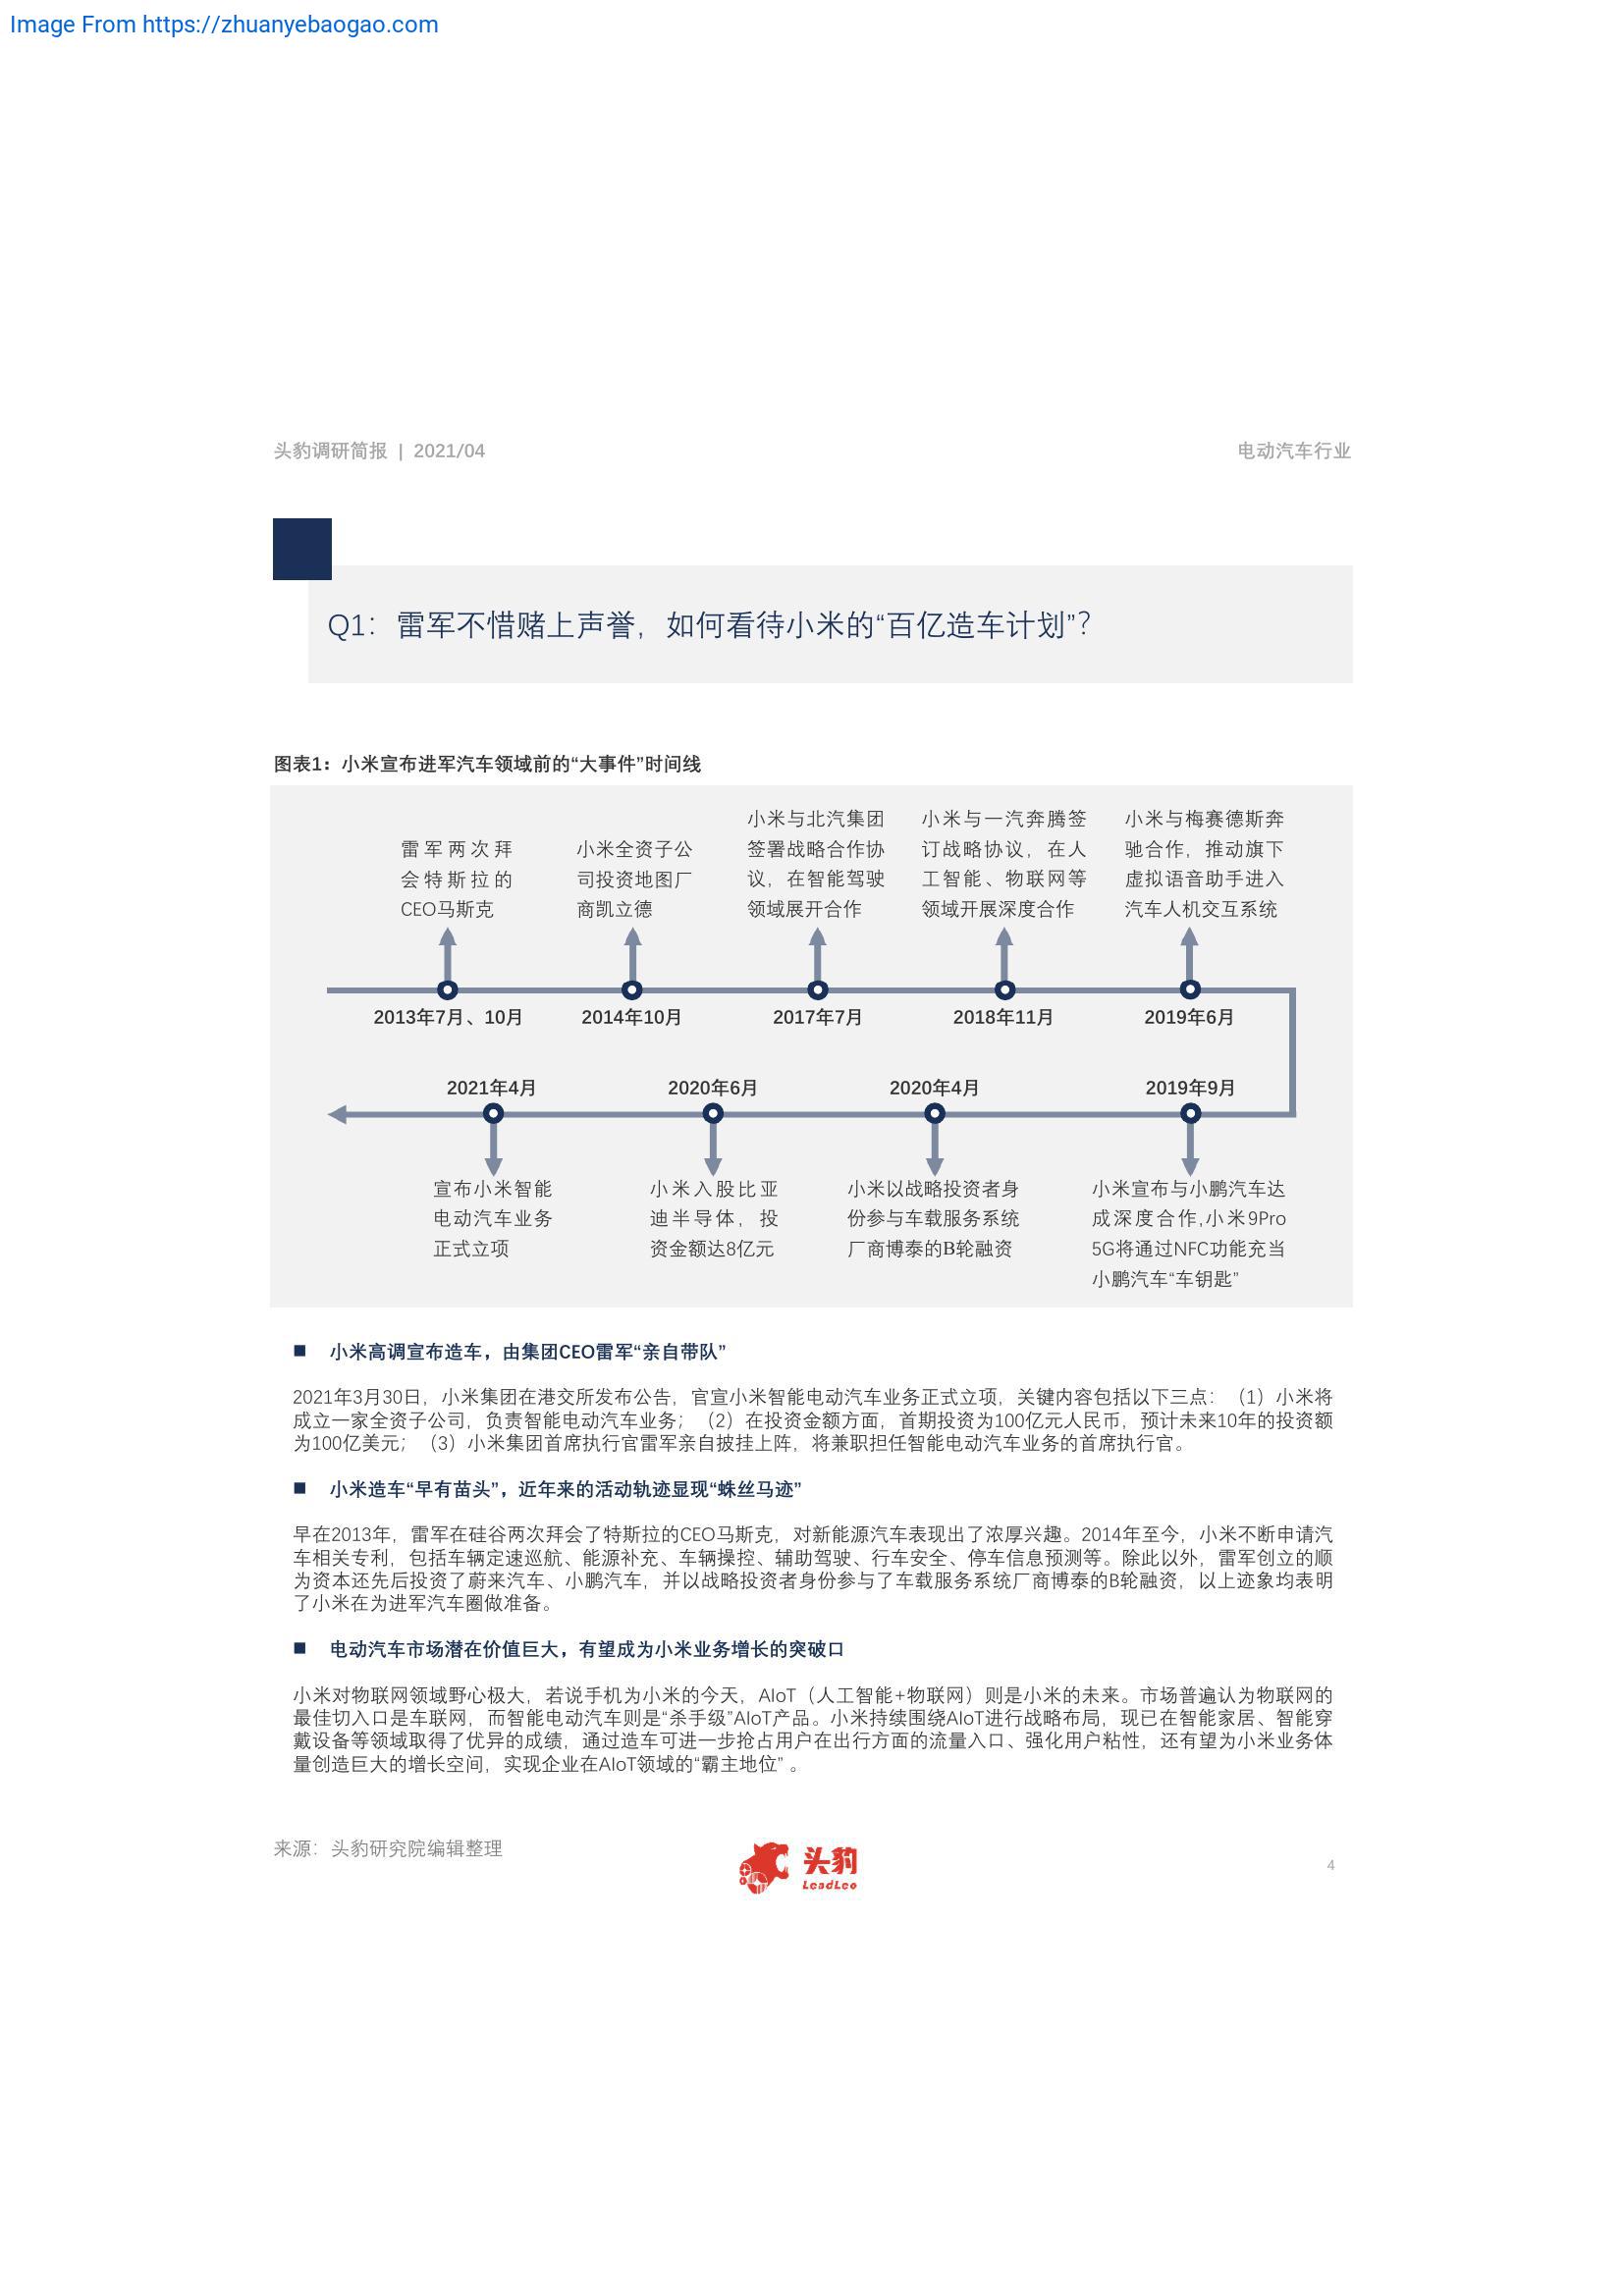 Image From https://zhuanyebaogao.com
头豹调研简报 | 2021/04
电动汽车行业
Q1：雷军不惜赌上声誉，如何看待小米的“百亿造车计划”？
图表1：小米宣布进军汽车领域前的“大事件”时间线
雷军两次拜
会特斯拉的
CEO马斯克
小米全资子公
司投资地图厂
商凯立德
小米与北汽集团
签署战略合作协
议，在智能驾驶
领域展开合作
小米与一汽奔腾签
订战略协议，在人
工智能、物联网等
领域开展深度合作
小米与梅赛德斯奔
驰合作，推动旗下
虚拟语音助手进入
汽车人机交互系统
2013年7月、10月
2014年10月
2017年7月
2018年11月
2019年6月
2021年4月
2020年6月
2020年4月
2019年9月
宣布小米智能
电动汽车业务
正式立项
小米入股比亚
迪半导体，投
资金额达8亿元
小米以战略投资者身
份参与车载服务系统
厂商博泰的B轮融资
小米宣布与小鹏汽车达
成深度合作,小米9Pro
5G将通过NFC功能充当
小鹏汽车“车钥匙”
■ 小米高调宣布造车，由集团CEO雷军“亲自带队”
2021年3月30日，小米集团在港交所发布公告，官宣小米智能电动汽车业务正式立项，关键内容包括以下三点：（1）小米将
成立一家全资子公司，负责智能电动汽车业务；（2）在投资金额方面，首期投资为100亿元人民币，预计未来10年的投资额
为100亿美元；（3）小米集团首席执行官雷军亲自披挂上阵，将兼职担任智能电动汽车业务的首席执行官。
■ 小米造车“早有苗头”，近年来的活动轨迹显现“蛛丝马迹”
早在2013年，雷军在硅谷两次拜会了特斯拉的CEO马斯克，对新能源汽车表现出了浓厚兴趣。2014年至今，小米不断申请汽
车相关专利，包括车辆定速巡航、能源补充、车辆操控、辅助驾驶、行车安全、停车信息预测等。除此以外，雷军创立的顺
为资本还先后投资了蔚来汽车、小鹏汽车，并以战略投资者身份参与了车载服务系统厂商博泰的B轮融资，以上迹象均表明
了小米在为进军汽车圈做准备。
■ 电动汽车市场潜在价值巨大，有望成为小米业务增长的突破口
小米对物联网领域野心极大，若说手机为小米的今天，AIoT（人工智能+物联网）则是小米的未来。市场普遍认为物联网的
最佳切入口是车联网，而智能电动汽车则是“杀手级”AIoT产品。小米持续围绕AIoT进行战略布局，现已在智能家居、智能穿
戴设备等领域取得了优异的成绩，通过造车可进一步抢占用户在出行方面的流量入口、强化用户粘性，还有望为小米业务体
量创造巨大的增长空间，实现企业在AIoT领域的“霸主地位” 。
来源：头豹研究院编辑整理
头豹
LeadLeo
4